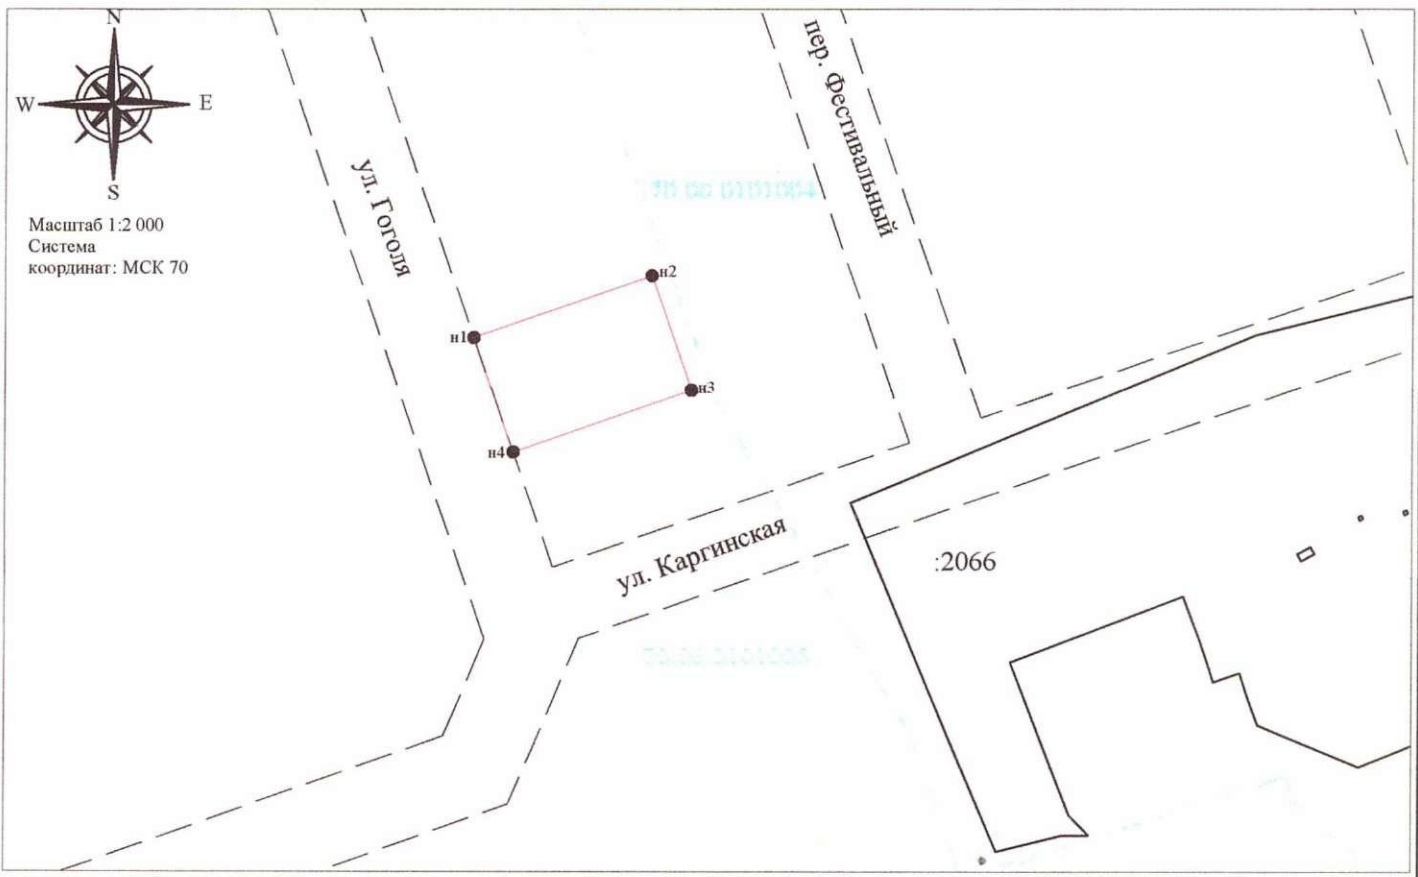 N
W
E
S
Масштаб 1:2 000
Система
координат: МСК 70
ул. Гоголя
пер. Фестивальный
н1
н2
н3
н4
ул. Каргинская
:2066